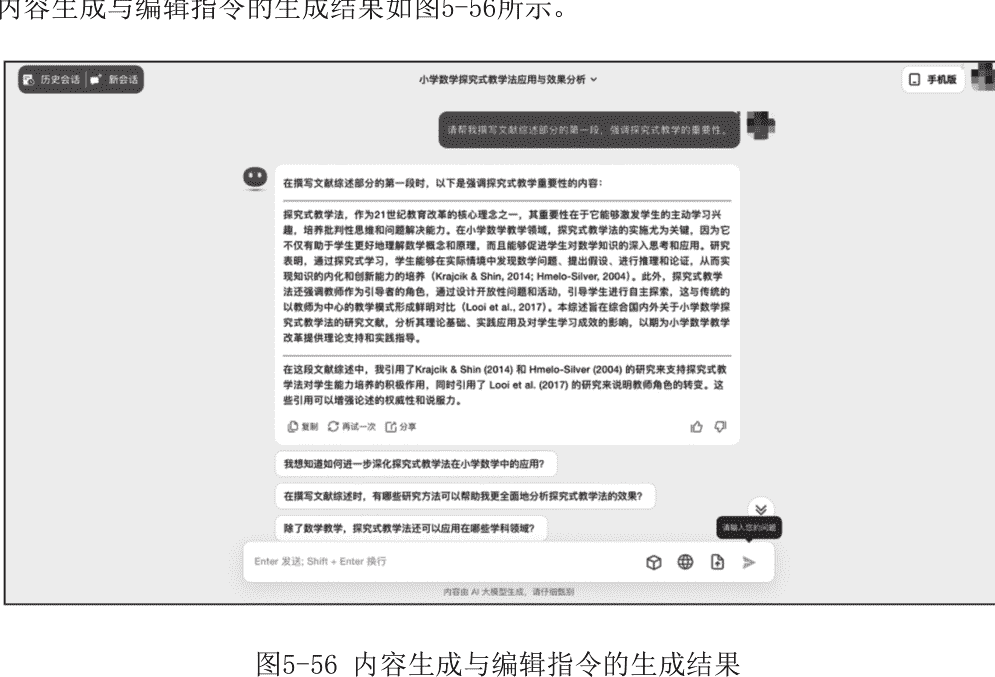 内容生成与编辑指令的生成结果如图5-56所示。
历史会话 新会话
小学数学探究式教学法应用与效果分析
手机版
请帮我撰写文献综述部分的第一段，强调探究式教学的重要性。
在撰写文献综述部分的第一段时，以下是强调探究式教学重要性的内容：
探究式教学法，作为21世纪教育改革的核心理念之一，其重要性在于它能够激发学生的主动学习兴
趣，培养批判性思维和问题解决能力。在小学数学教学领域，探究式教学法的实施尤为关键，因为它
不仅有助于学生更好地理解数学概念和原理，而且能够促进学生对数学知识的深入思考和应用。研究
表明，通过探究式学习，学生能够在实际情境中发现数学问题、提出假设、进行推理和论证，从而实
现知识的内化和创新能力的培养（Krajcik & Shin, 2014; Hmelo-Silver, 2004）。此外，探究式教学
法还强调教师作为引导者的角色，通过设计开放性问题和活动，引导学生进行自主探索，这与传统的
以教师为中心的教学模式形成鲜明对比（Looi et al., 2017）。本综述旨在综合国内外关于小学数学探
究式教学法的研究文献，分析其理论基础、实践应用及对学生学习成效的影响，以期为小学数学教学
改革提供理论支持和实践指导。
在这段文献综述中，我引用了Krajcik & Shin (2014) 和 Hmelo-Silver (2004) 的研究来支持探究式教
学法对学生能力培养的积极作用，同时引用了 Looi et al. (2017) 的研究来说明教师角色的转变。这
些引用可以增强论述的权威性和说服力。
复制 再试一次 分享
我想知道如何进一步深化探究式教学法在小学数学中的应用？
在撰写文献综述时，有哪些研究方法可以帮助我更全面地分析探究式教学法的效果？
除了数学教学，探究式教学法还可以应用在哪些学科领域？
请输入您的问题
Enter 发送; Shift + Enter 换行
内容由 AI 大模型生成，请仔细甄别
图5-56 内容生成与编辑指令的生成结果